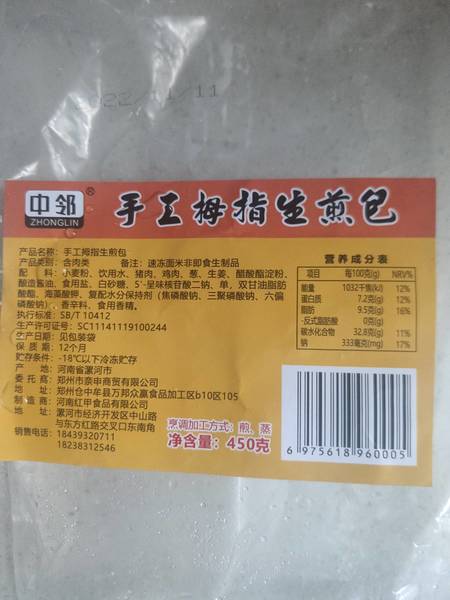 2022/11/11
中邻®
ZHONGLIN
手工拇指生煎包
产品名称：手工拇指生煎包
产品类别：含肉类 备注：速冻面米非即食生制品
配 料：小麦粉、饮用水、猪肉、鸡肉、葱、生姜、醋酸酯淀粉、
酿造酱油、食用盐、白砂糖、5'-呈味核苷酸二钠、单，双甘油脂肪
酸酯、海藻酸钾、复配水分保持剂（焦磷酸钠、三聚磷酸钠、六偏
磷酸钠）、香辛料、食用香精。
执行标准：SB/T 10412
生产许可证号：SC11141119100244
生产日期：见包装袋
保 质 期：12个月
贮存条件：-18℃以下冷冻贮存
产 地：河南省漯河市
委 托 商：郑州市奈申商贸有限公司
地 址：郑州仓中牟县万邦众赢食品加工区b10区105
制 造 商：河南红甲食品有限公司
地 址：漯河市经济开发区中山路
与东方红路交叉口东南角
销售电话：18439320711
18238312546
营养成分表
项目 每100克(g) NRV%
能量 1032千焦(kJ) 12%
蛋白质 7.2克(g) 12%
脂肪 9.5克(g) 16%
-反式脂肪酸 0克(g)
碳水化合物 32.8克(g) 11%
钠 333毫克(mg) 17%
烹调加工方式：煎、蒸
净含量：450克
6 975618 960005